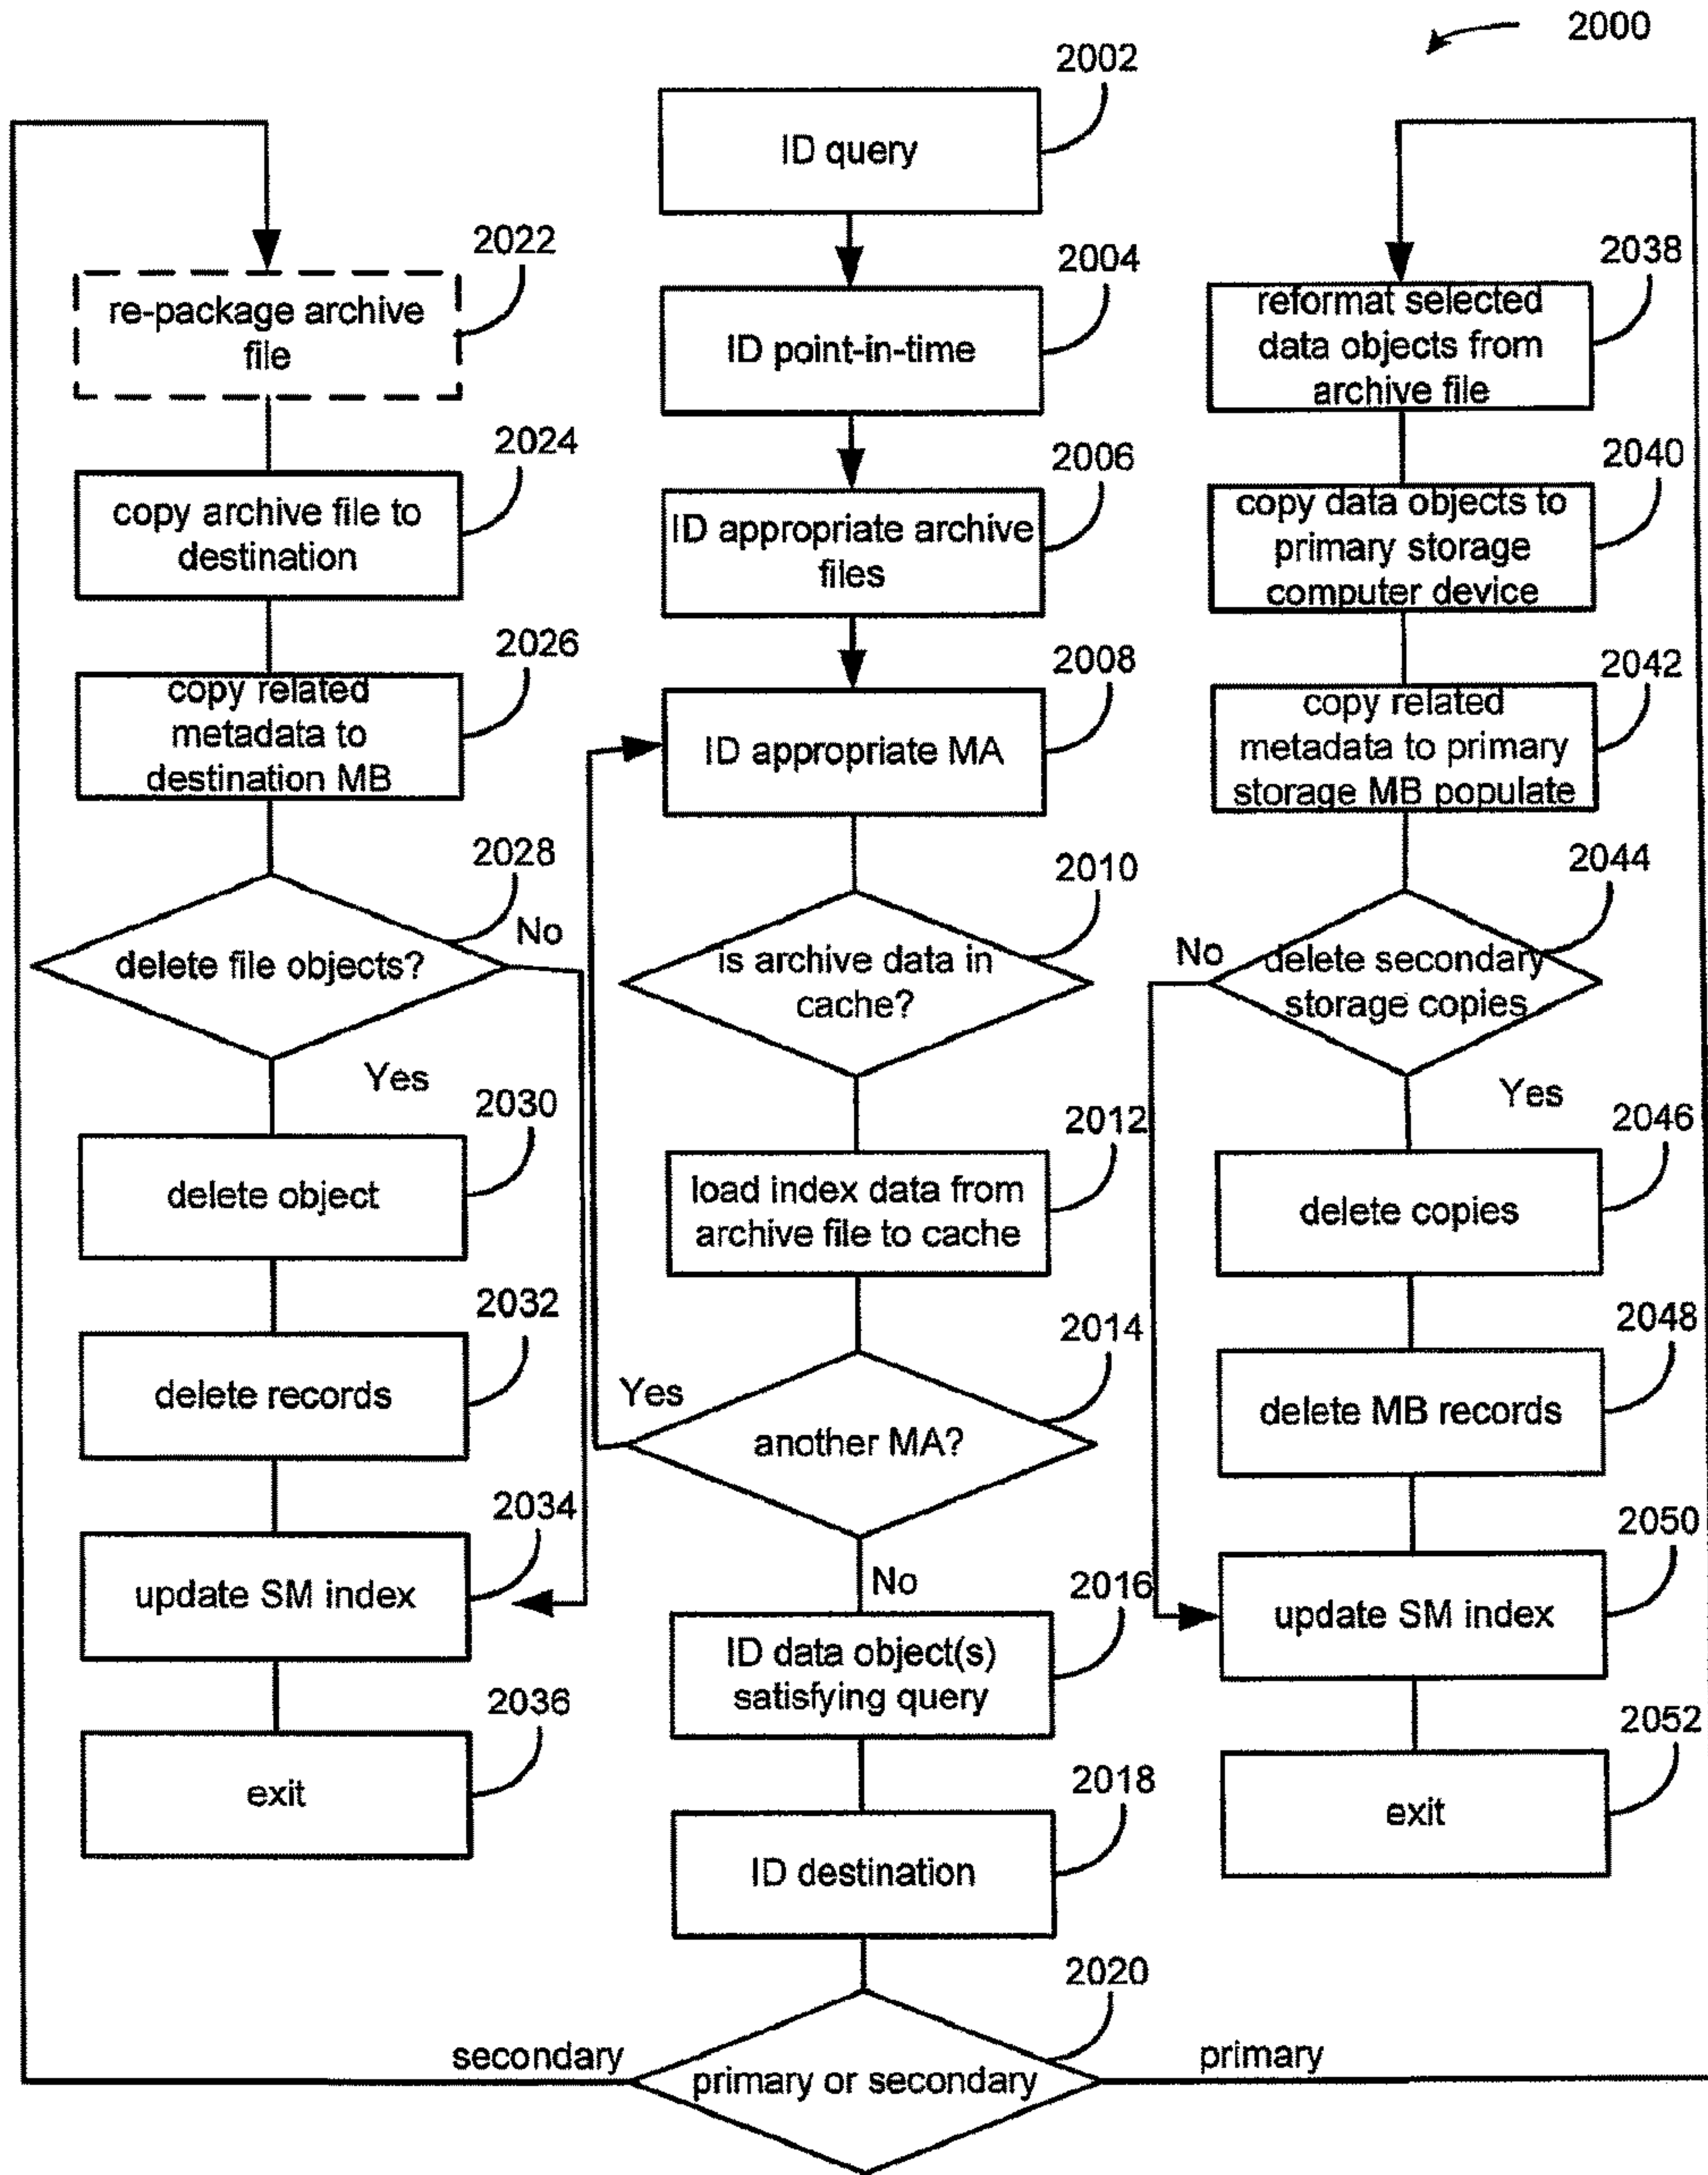 2000
2002
ID query
2004
ID point-in-time
2006
ID appropriate archive
files
2008
ID appropriate MA
2010
is archive data in
cache?
2012
load index data from
archive file to cache
2014
another MA?
Yes
No
2016
ID data object(s)
satisfying query
2018
ID destination
2020
primary or secondary
secondary
primary
2022
re-package archive
file
2024
copy archive file to
destination
2026
copy related
metadata to
destination MB
2028
delete file objects?
No
Yes
2030
delete object
2032
delete records
2034
update SM index
2036
exit
2038
reformat selected
data objects from
archive file
2040
copy data objects to
primary storage
computer device
2042
copy related
metadata to primary
storage MB populate
2044
delete secondary
storage copies
No
Yes
2046
delete copies
2048
delete MB records
2050
update SM index
2052
exit